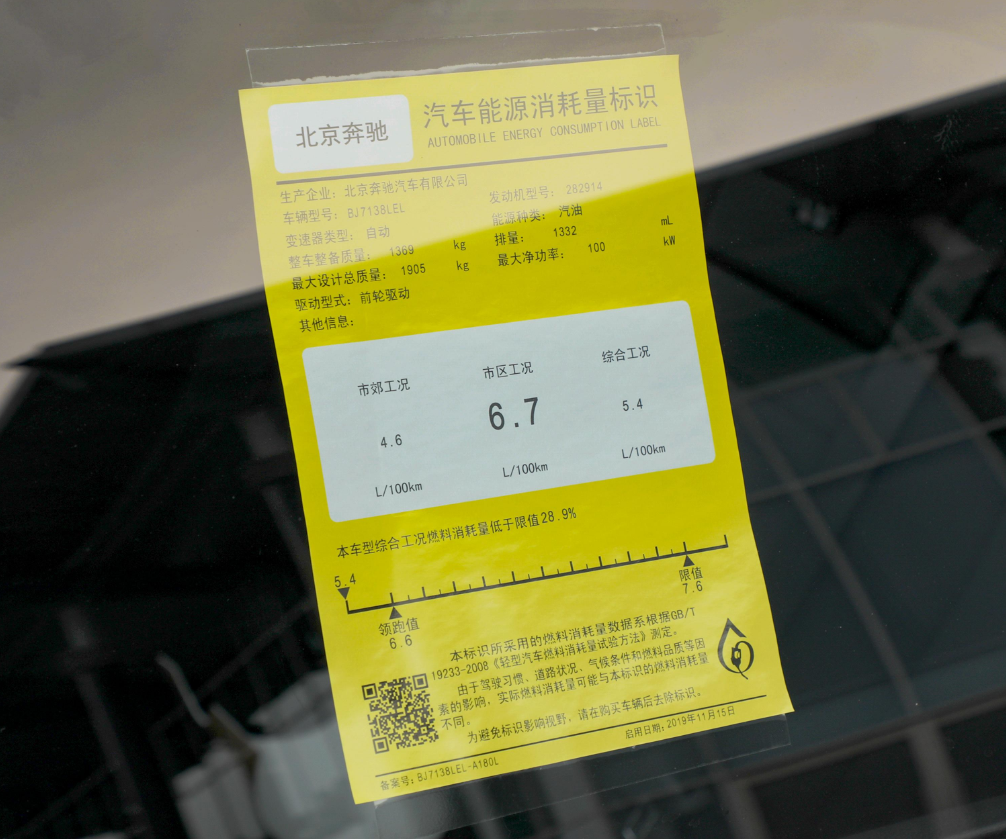 北京奔驰
汽车能源消耗量标识
AUTOMOBILE ENERGY CONSUMPTION LABEL
生产企业：北京奔驰汽车有限公司
车辆型号：BJ7138LEL
发动机型号：282914
变速器类型：自动
能源种类：汽油
整车整备质量：1369 kg
排量：1332 mL
最大设计总质量：1905 kg
最大净功率：100 kW
驱动型式：前轮驱动
其他信息：
市郊工况
市区工况
综合工况
4.6
6.7
5.4
L/100km
L/100km
L/100km
本车型综合工况燃料消耗量低于限值28.9%
5.4
领跑值
6.6
限值
7.6
本标识所采用的燃料消耗量数据系根据GB/T
19233-2008《轻型汽车燃料消耗量试验方法》测定。
由于驾驶习惯、道路状况、气候条件和燃料品质等因
素的影响，实际燃料消耗量可能与本标识的燃料消耗量
不同。
为避免标识影响视野，请在购买车辆后去除标识。
备案号：BJ7138LEL-A180L
启用日期：2019年11月15日